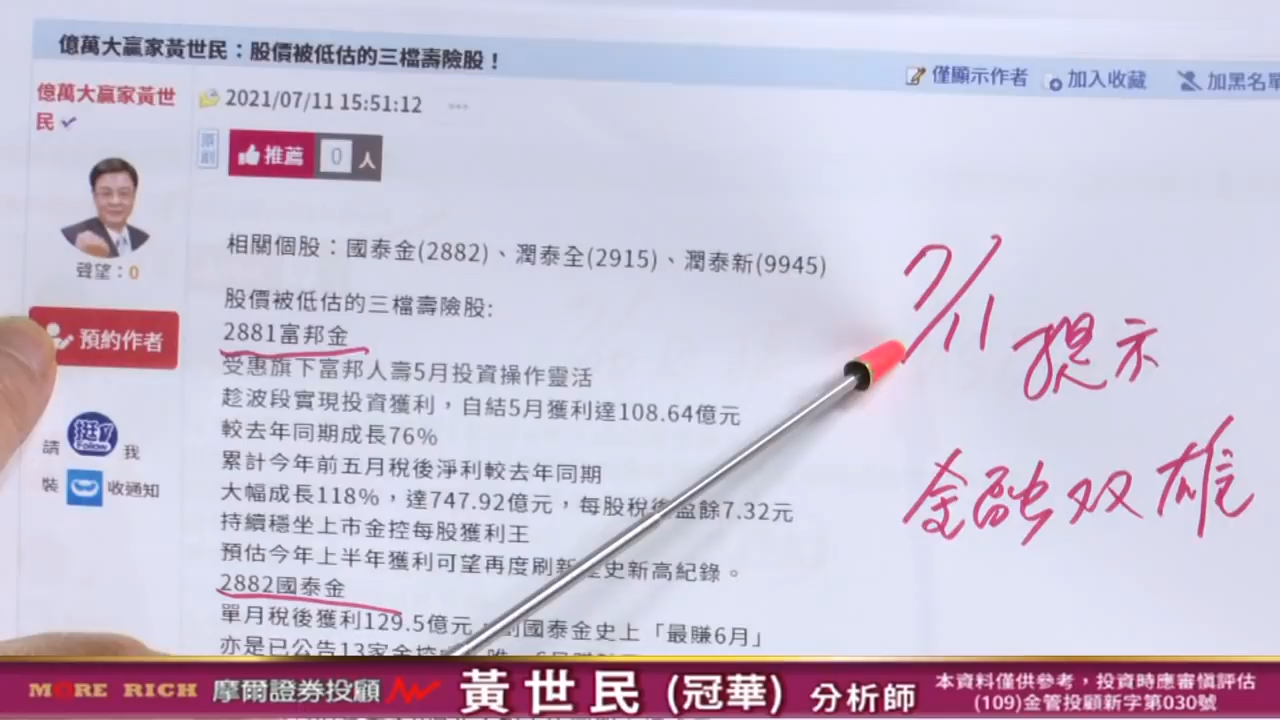 億萬大贏家黃世民：股價被低估的三檔壽險股！
僅顯示作者 加入收藏 加黑名單
億萬大贏家黃世
民
2021/07/11 15:51:12
原創
推薦 0 人
聲望：0
預約作者
請 挺 Follow 我
裝 收通知
相關個股：國泰金(2882)、潤泰全(2915)、潤泰新(9945)
股價被低估的三檔壽險股:
2881富邦金
受惠旗下富邦人壽5月投資操作靈活
趁波段實現投資獲利，自結5月獲利達108.64億元
較去年同期成長76%
累計今年前五月稅後淨利較去年同期
大幅成長118%，達747.92億元，每股稅後盈餘7.32元
持續穩坐上市金控每股獲利王
預估今年上半年獲利可望再度刷新歷史新高紀錄。
2882國泰金
單月稅後獲利129.5億元，創國泰金史上「最賺6月」
亦是已公告13家金控
7/11 提示
金融双雄
MORE RICH 摩爾證券投顧 黃世民 (冠華) 分析師
本資料僅供參考，投資時應審慎評估
(109)金管投顧新字第030號